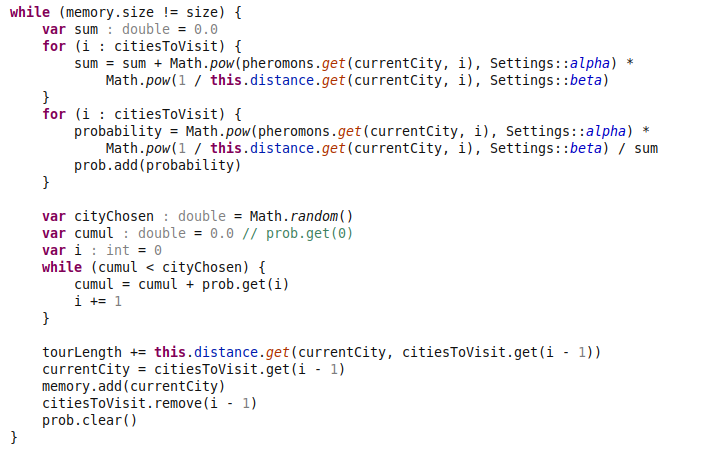 while (memory.size != size) {
    var sum : double = 0.0
    for (i : citiesToVisit) {
        sum = sum + Math.pow(pheromons.get(currentCity, i), Settings::alpha) *
            Math.pow(1 / this.distance.get(currentCity, i), Settings::beta)
    }
    for (i : citiesToVisit) {
        probability = Math.pow(pheromons.get(currentCity, i), Settings::alpha) *
            Math.pow(1 / this.distance.get(currentCity, i), Settings::beta) / sum
        prob.add(probability)
    }

    var cityChosen : double = Math.random()
    var cumul : double = 0.0 // prob.get(0)
    var i : int = 0
    while (cumul < cityChosen) {
        cumul = cumul + prob.get(i)
        i += 1
    }

    tourLength += this.distance.get(currentCity, citiesToVisit.get(i - 1))
    currentCity = citiesToVisit.get(i - 1)
    memory.add(currentCity)
    citiesToVisit.remove(i - 1)
    prob.clear()
}